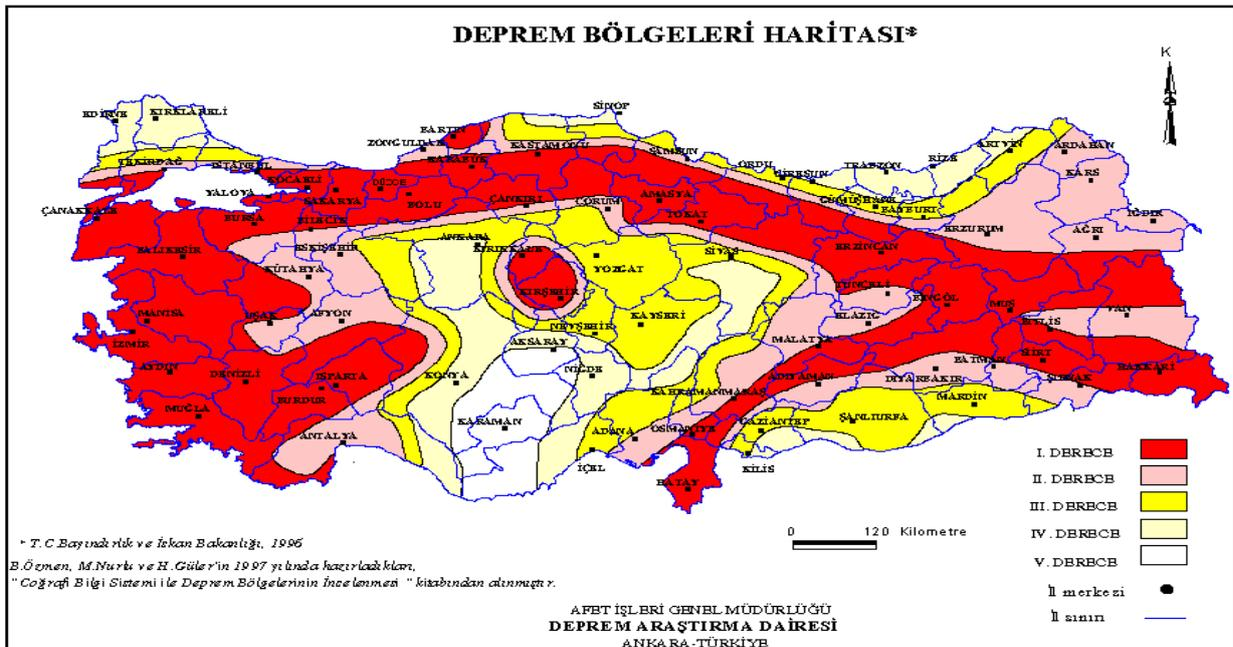 DEPREM BÖLGELERİ HARİTASI*
K
SİNOP
EDİRNE KIRKLARELİ
BARTIN
ZONGULDAK
KARABÜK KASTAMONU
TEKİRDAĞ İSTANBUL
SAMSUN
ORDU
GİRESUN
TRABZON
RİZE
ARTVİN
ARDAHAN
KARS
KOCAELİ
YALOVA
SAKARYA
DÜZCE
BOLU
ÇANKIRI
ÇORUM
AMASYA
TOKAT
GÜMÜŞHANE
BAYBURT
IĞDIR
ÇANAKKALE
BURSA
BİLECİK
ERZURUM
AĞRI
ANKARA
BALIKESİR
ESKİŞEHİR
KIRIKKALE
SİVAS
ERZİNCAN
KÜTAHYA
YOZGAT
KIRŞEHİR
TUNCELİ
BİNGÖL
MUŞ
MANİSA
UŞAK
AFYON
NEVŞEHİR
KAYSERİ
ELAZIĞ
BİTLİS
VAN
İZMİR
AKSARAY
MALATYA
AYDIN
DENİZLİ
ISPARTA
KONYA
NİĞDE
KAHRAMANMARAŞ
ADIYAMAN
DİYARBAKIR
BATMAN
SİİRT
ŞIRNAK
HAKKARİ
BURDUR
MUĞLA
MARDİN
ANTALYA
KARAMAN
ADANA
OSMANİYE
GAZİANTEP
ŞANLIURFA
İÇEL
KİLİS
HATAY
I. DERECE
II. DERECE
III. DERECE
IV. DERECE
V. DERECE
İl merkezi
İl sınırı
0 120 Kilometre
* T.C Bayındırlık ve İskan Bakanlığı, 1996
B.Özmen, M.Nurlu ve H.Güler'in 1997 yılında hazırladıkları,
" Coğrafi Bilgi Sistemi ile Deprem Bölgelerinin İncelenmesi " kitabından alınmıştır.
AFET İŞLERİ GENEL MÜDÜRLÜĞÜ
DEPREM ARAŞTIRMA DAİRESİ
ANKARA-TÜRKİYE